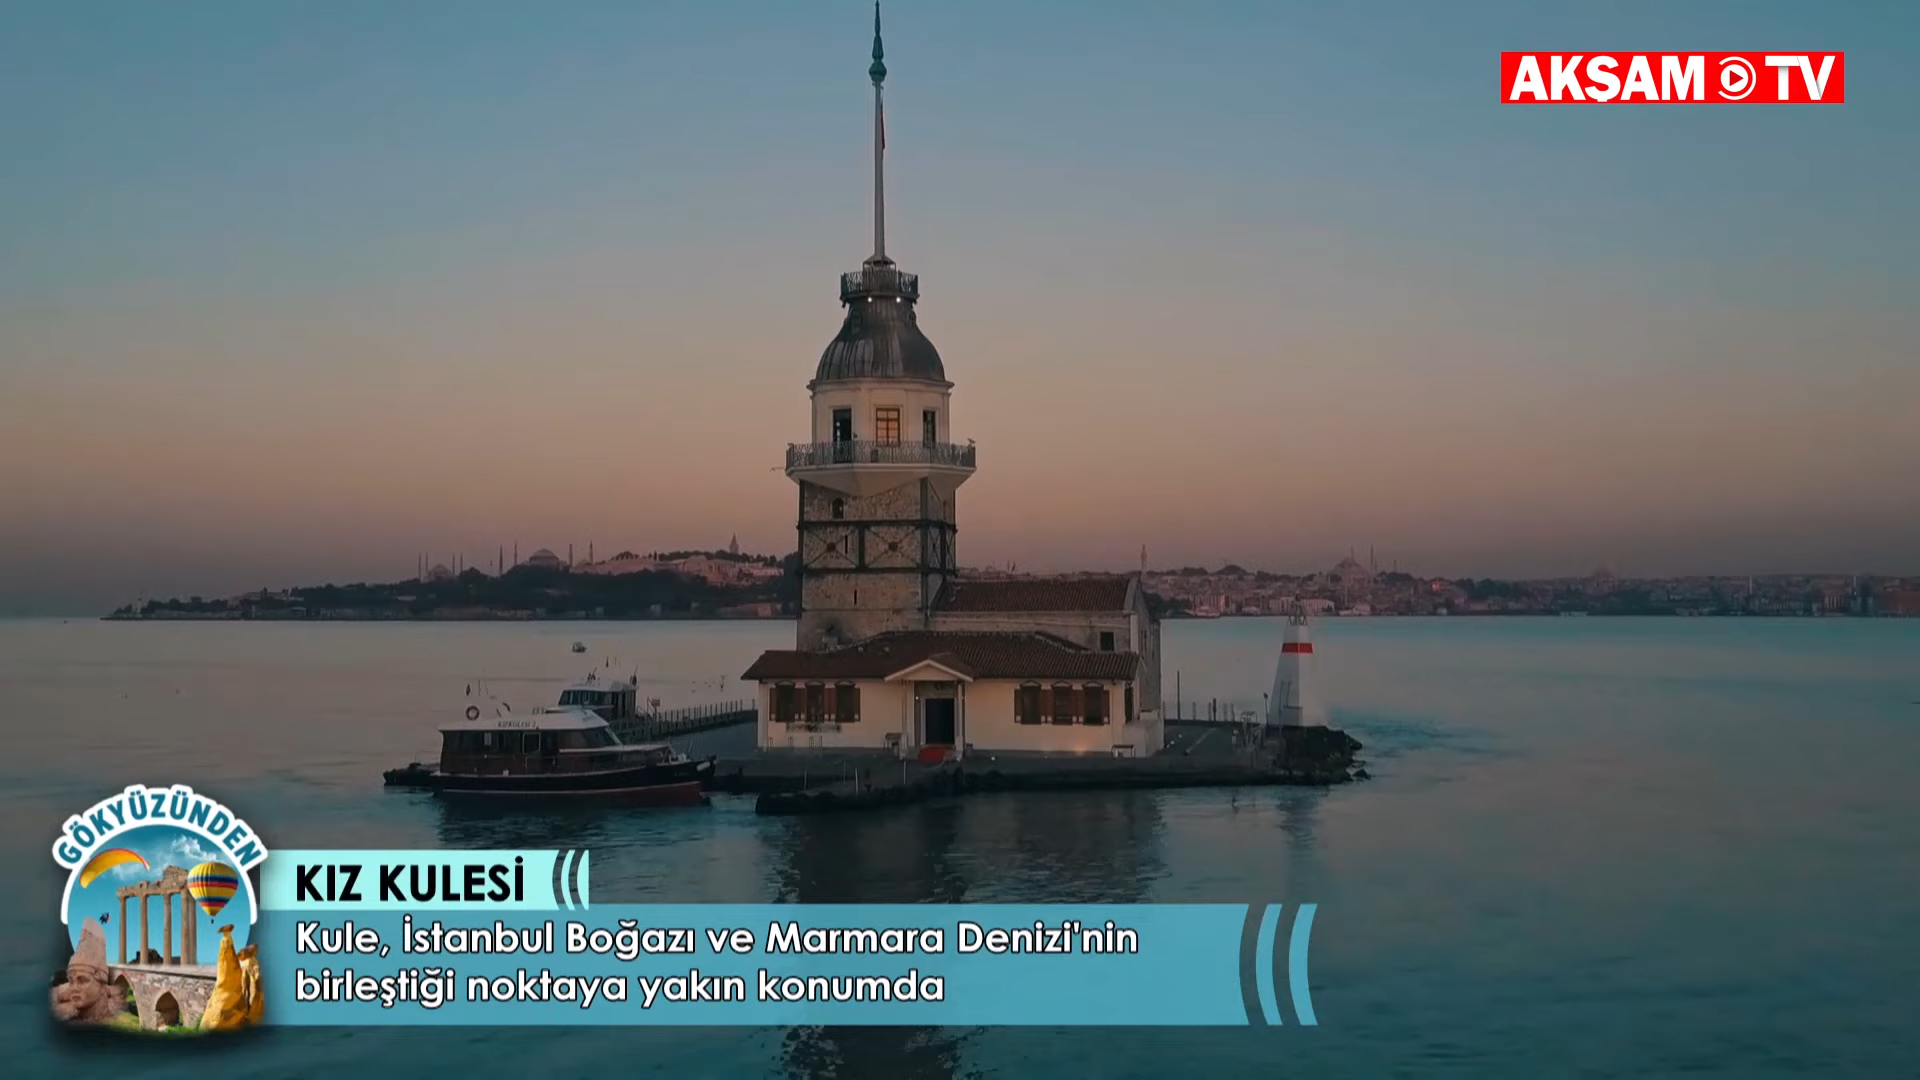 AKŞAM TV
GÖKYÜZÜNDEN
KIZ KULESİ
Kule, İstanbul Boğazı ve Marmara Denizi'nin
birleştiği noktaya yakın konumda